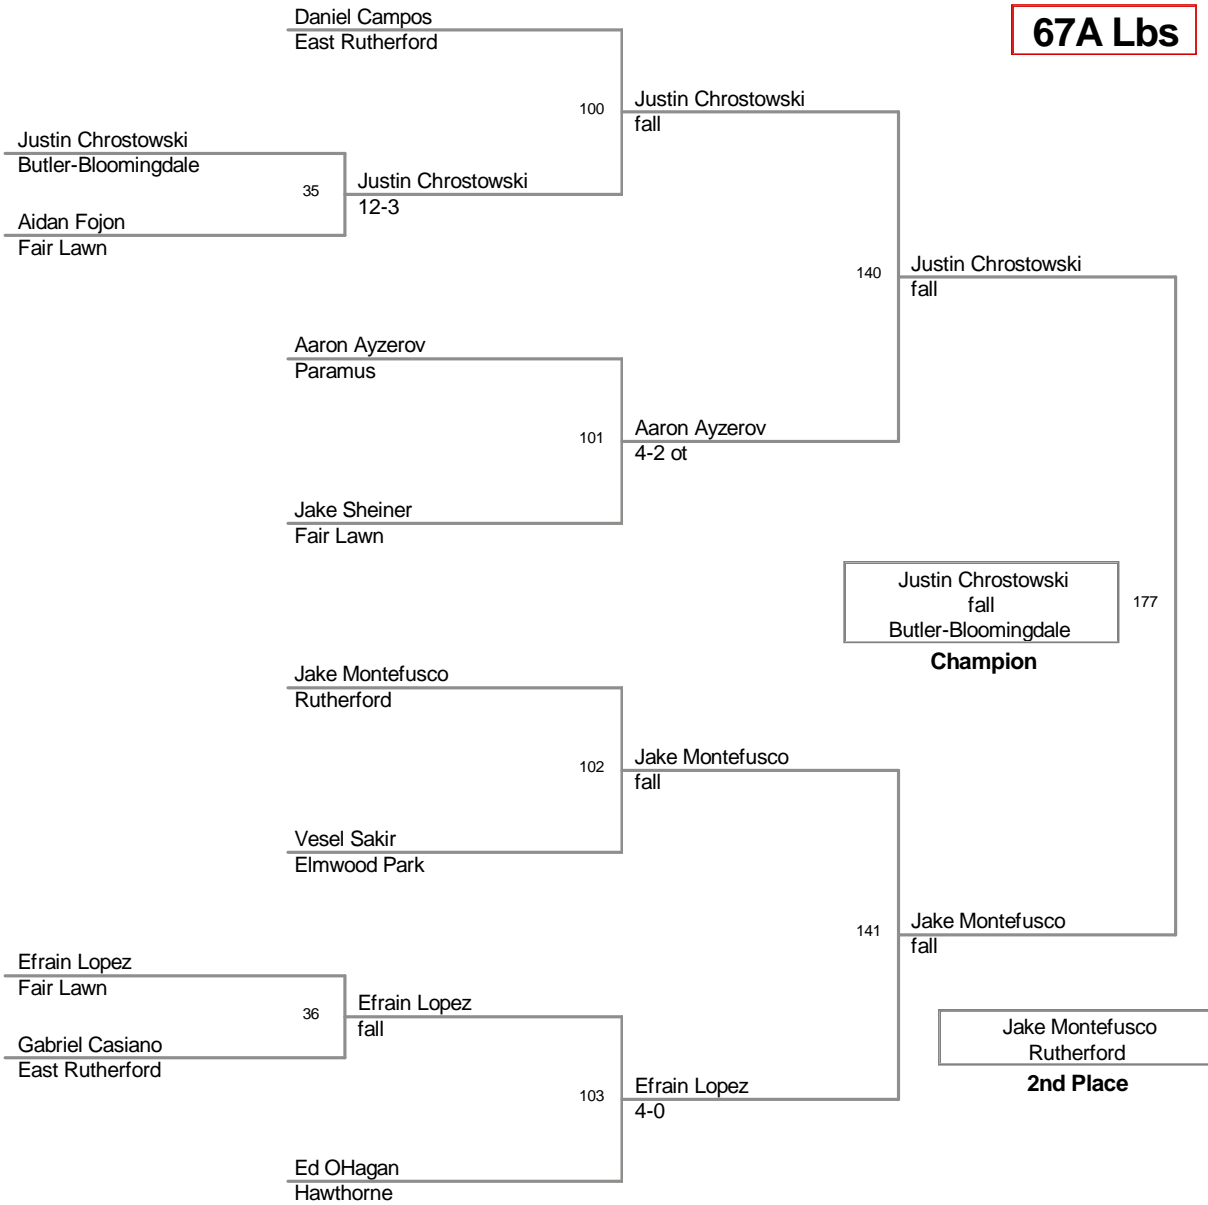 Daniel Campos
East Rutherford
67A Lbs
100
Justin Chrostowski
fall
Justin Chrostowski
Butler-Bloomingdale
35
Justin Chrostowski
12-3
Aidan Fojon
Fair Lawn
140
Justin Chrostowski
fall
Aaron Ayzerov
Paramus
101
Aaron Ayzerov
4-2 ot
Jake Sheiner
Fair Lawn
Justin Chrostowski
fall
Butler-Bloomingdale
177
Champion
Jake Montefusco
Rutherford
102
Jake Montefusco
fall
Vesel Sakir
Elmwood Park
141
Jake Montefusco
fall
Efrain Lopez
Fair Lawn
36
Efrain Lopez
fall
Gabriel Casiano
East Rutherford
Jake Montefusco
Rutherford
2nd Place
103
Efrain Lopez
4-0
Ed OHagan
Hawthorne